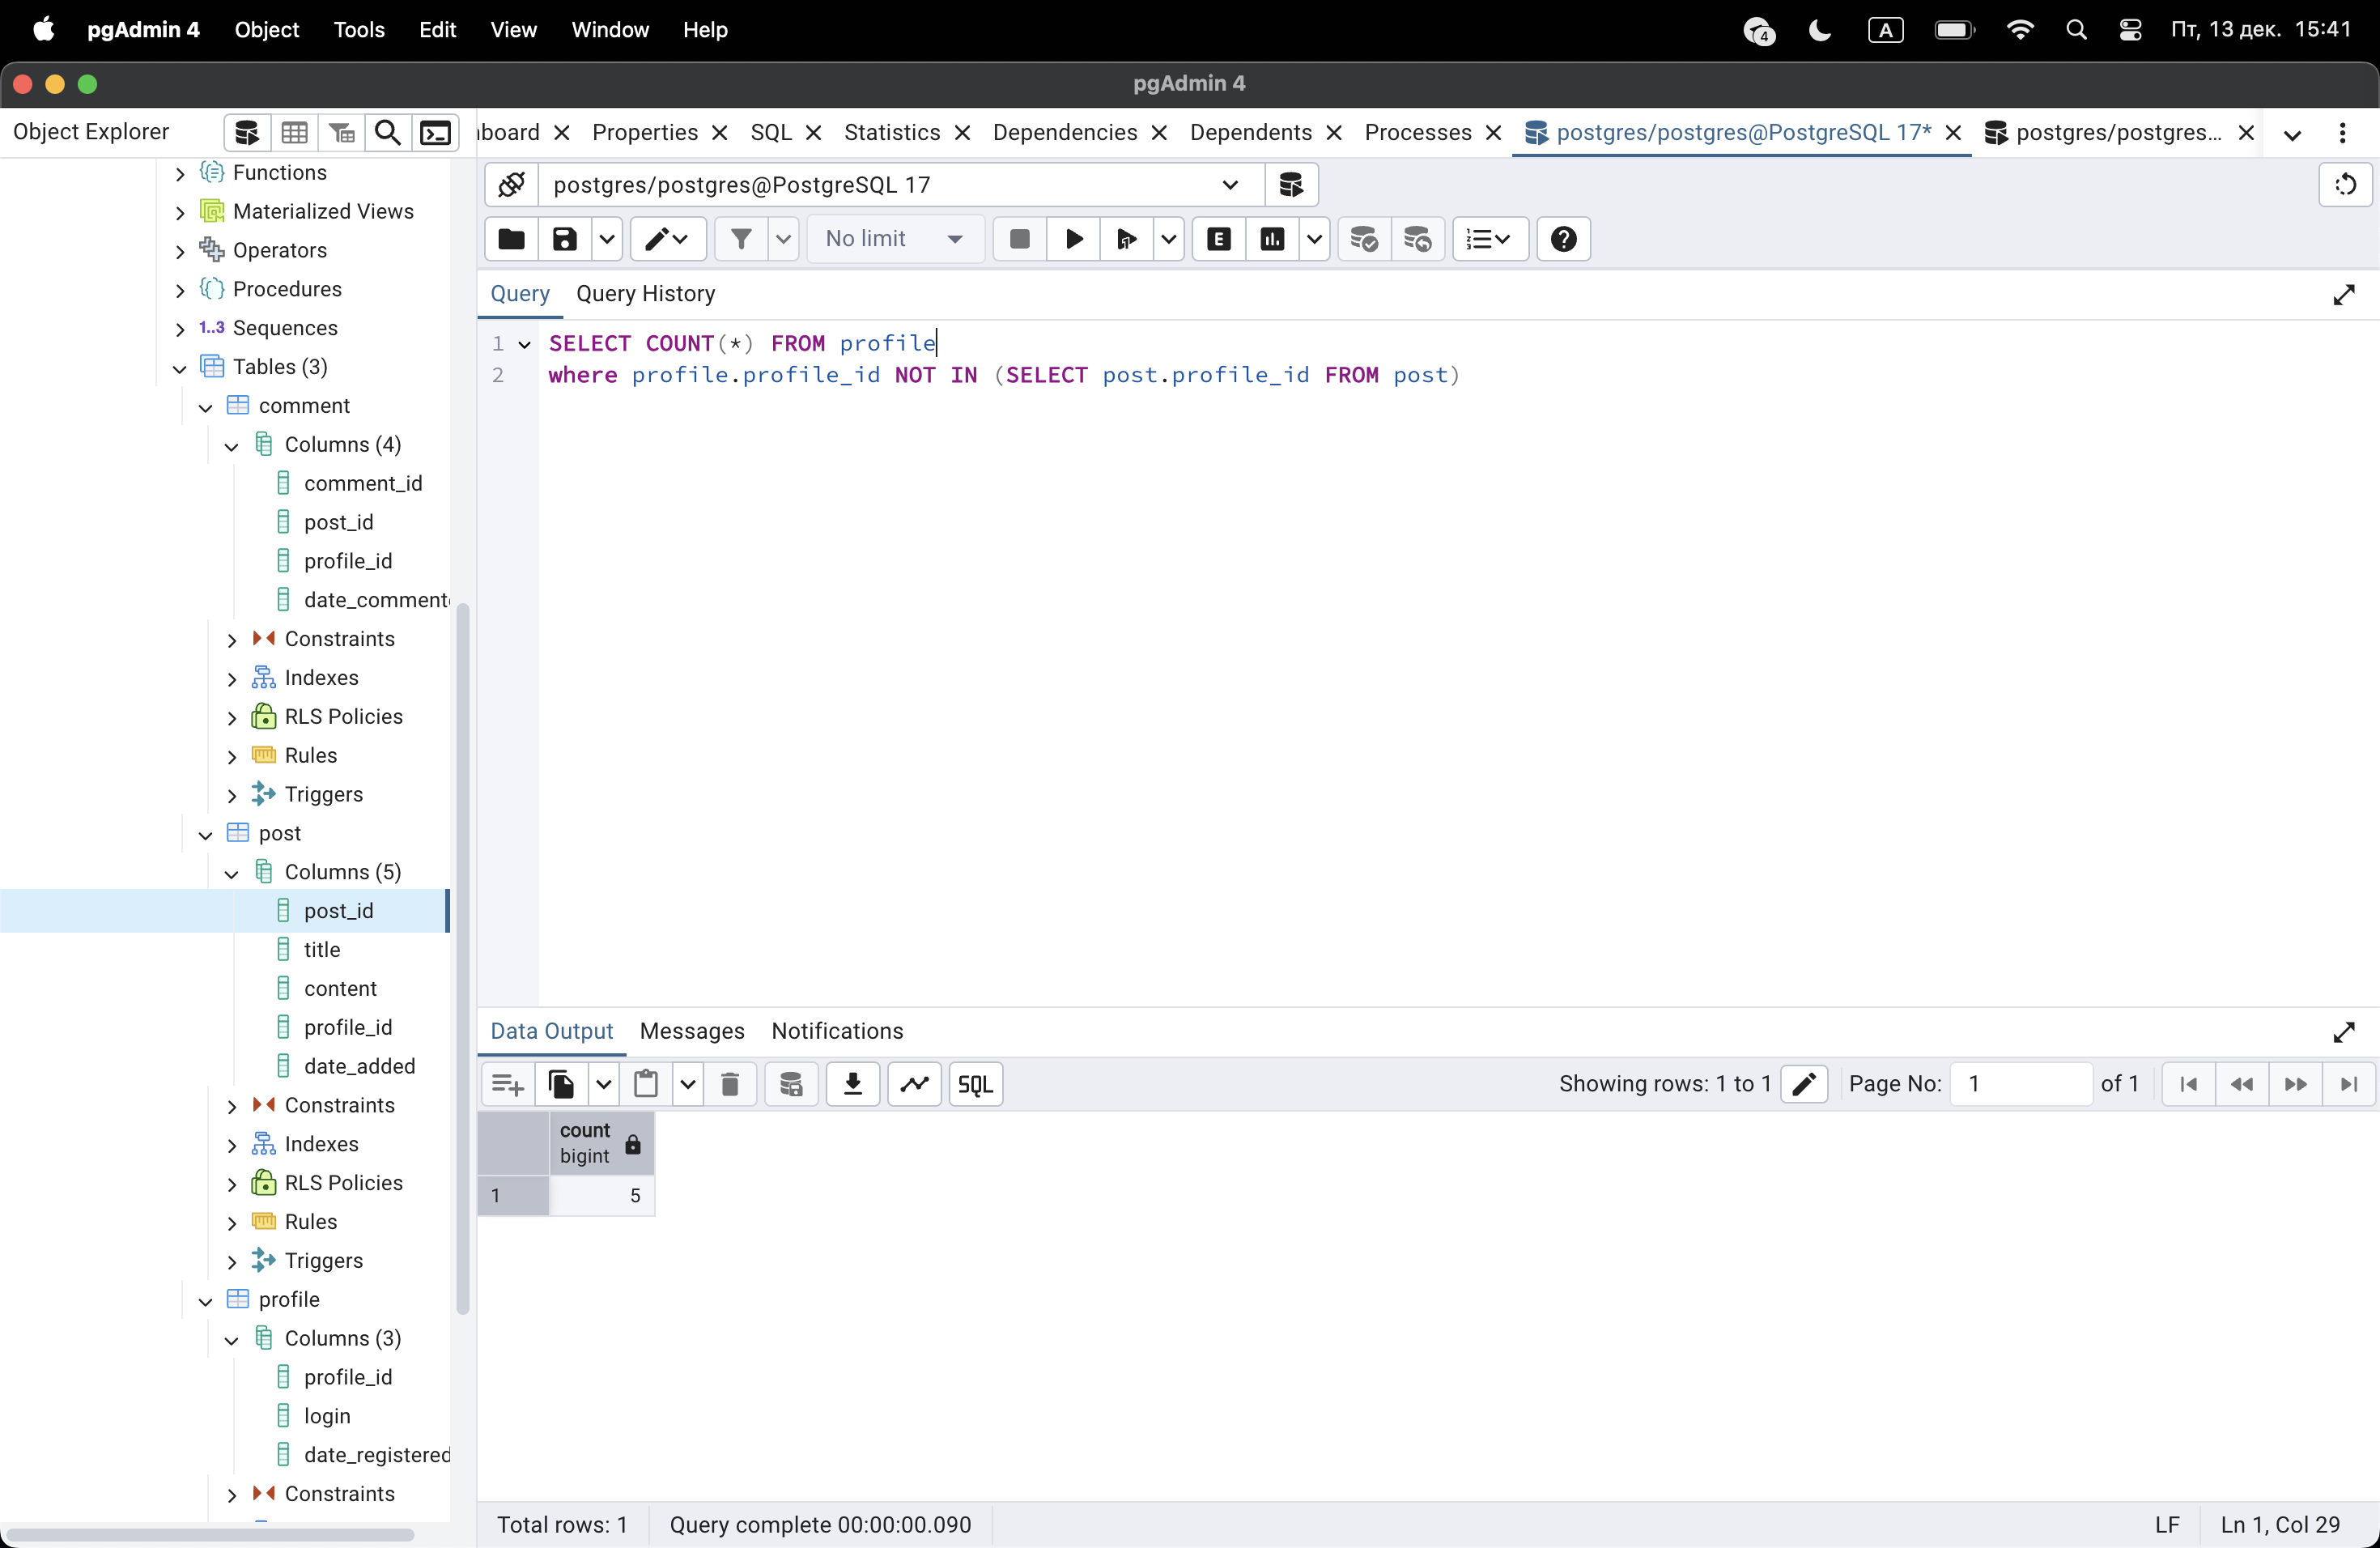 pgAdmin 4 Object Tools Edit View Window Help 4 A Пт, 13 дек. 15:41
pgAdmin 4
Object Explorer
board Properties SQL Statistics Dependencies Dependents Processes postgres/postgres@PostgreSQL 17* postgres/postgres...
Functions
Materialized Views
Operators
Procedures
1..3 Sequences
Tables (3)
comment
Columns (4)
comment_id
post_id
profile_id
date_comment
Constraints
Indexes
RLS Policies
Rules
Triggers
post
Columns (5)
post_id
title
content
profile_id
date_added
Constraints
Indexes
RLS Policies
Rules
Triggers
profile
Columns (3)
profile_id
login
date_registered
Constraints
postgres/postgres@PostgreSQL 17
No limit E
Query Query History
1 SELECT COUNT(*) FROM profile
2 where profile.profile_id NOT IN (SELECT post.profile_id FROM post)
Data Output Messages Notifications
SQL Showing rows: 1 to 1 Page No: 1 of 1
count
bigint
1 5
Total rows: 1 Query complete 00:00:00.090 LF Ln 1, Col 29